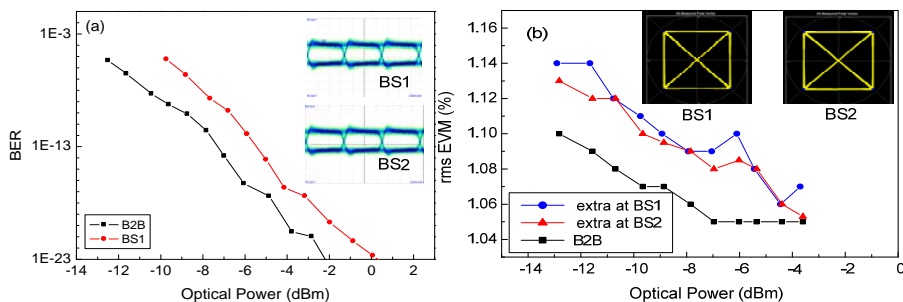 (a)
1E-3
1E-13
1E-23
BER
BS1
BS2
B2B
BS1
-14 -12 -10 -8 -6 -4 -2 0 2 4
Optical Power (dBm)
(b)
1.16
1.14
1.12
1.10
1.08
1.06
1.04
rms EVM (%)
BS1
BS2
extra at BS1
extra at BS2
B2B
-14 -12 -10 -8 -6 -4 -2 0
Optical Power (dBm)